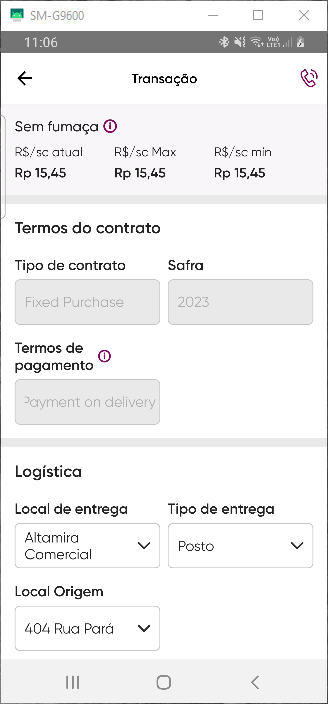 SM-G9600
11:06
Transação
Sem fumaça
R$/sc atual R$/sc Max R$/sc min
Rp 15,45 Rp 15,45 Rp 15,45
Termos do contrato
Tipo de contrato Safra
Fixed Purchase 2023
Termos de
pagamento
Payment on delivery
Logística
Local de entrega Tipo de entrega
Altamira
Comercial
Posto
Local Origem
404 Rua Pará